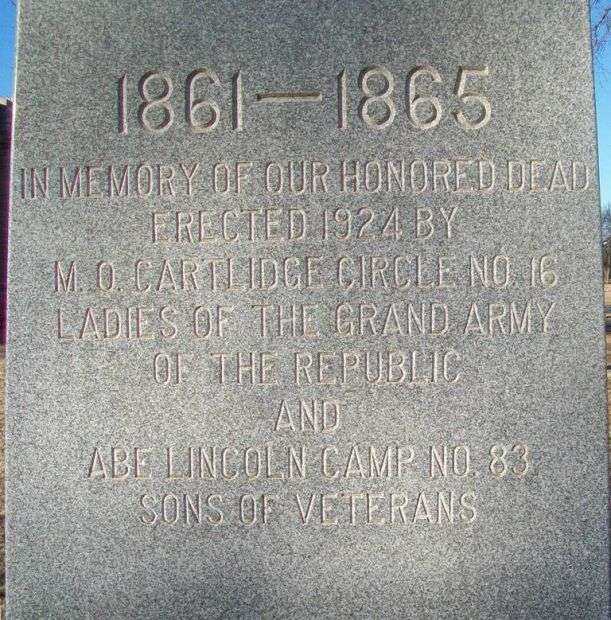 1861—1865
IN MEMORY OF OUR HONORED DEAD
ERECTED 1924 BY
M. O. CARTLIDGE CIRCLE NO. 16
LADIES OF THE GRAND ARMY
OF THE REPUBLIC
AND
ABE LINCOLN CAMP NO. 83
SONS OF VETERANS